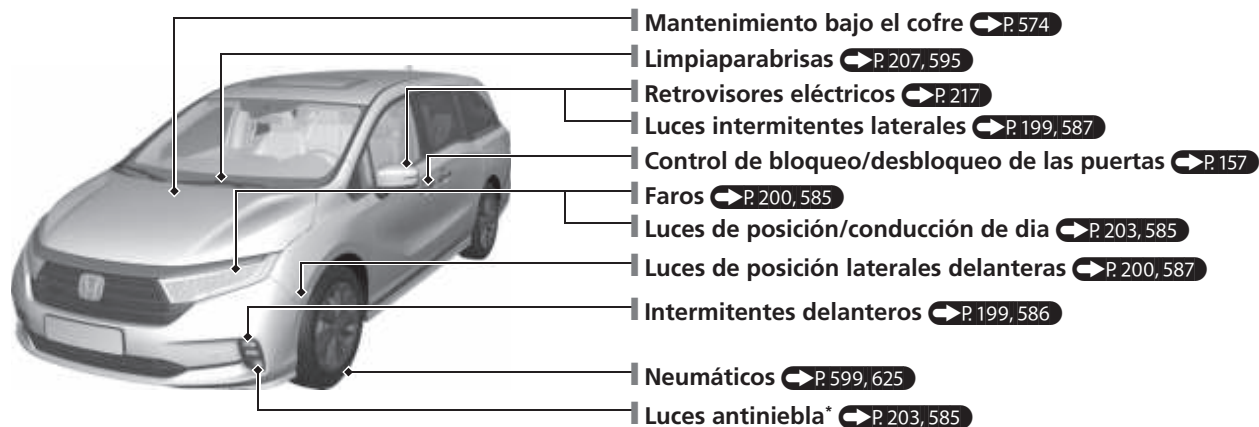 Mantenimiento bajo el cofre P. 574
Limpiaparabrisas P. 207, 595
Retrovisores eléctricos P. 217
Luces intermitentes laterales P. 199, 587
Control de bloqueo/desbloqueo de las puertas P. 157
Faros P. 200, 585
Luces de posición/conducción de dia P. 203, 585
Luces de posición laterales delanteras P. 200, 587
Intermitentes delanteros P. 199, 586
Neumáticos P. 599, 625
Luces antiniebla* P. 203, 585